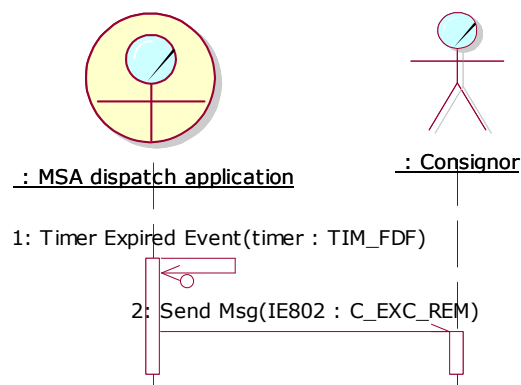 : MSA dispatch application
: Consignor
1: Timer Expired Event(timer : TIM_FDF)
2: Send Msg(IE802 : C_EXC_REM)